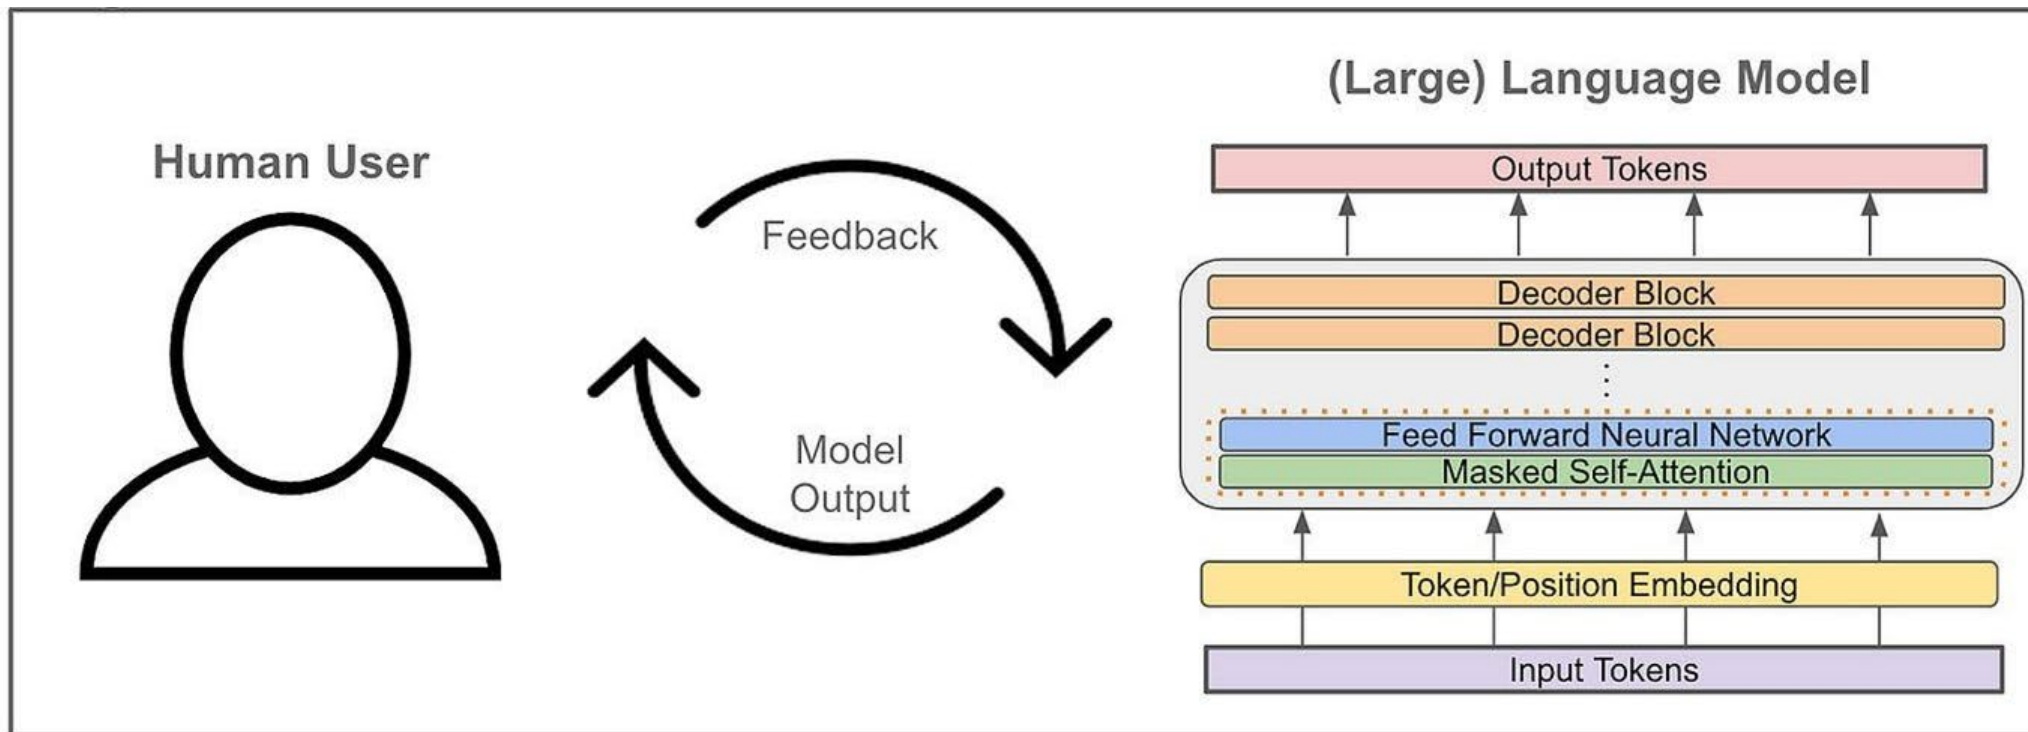 Human User
Feedback
Model
Output
(Large) Language Model
Output Tokens
Decoder Block
Decoder Block
Feed Forward Neural Network
Masked Self-Attention
Token/Position Embedding
Input Tokens